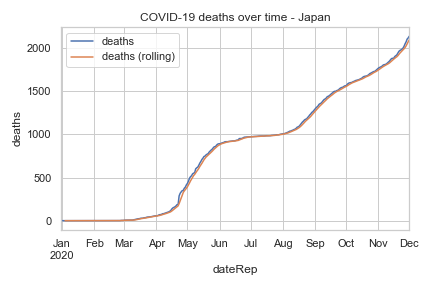 COVID-19 deaths over time - Japan
deaths
deaths (rolling)
2000
1500
1000
500
0
deaths
Jan Feb Mar Apr May Jun Jul Aug Sep Oct Nov Dec
2020
dateRep